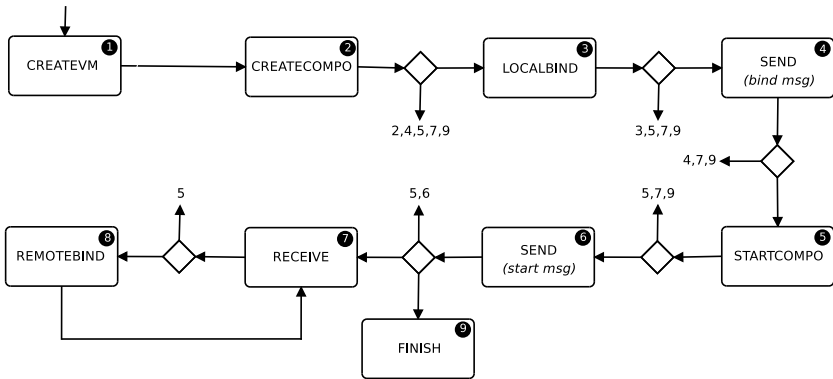 1
CREATEVM
2
CREATECOMPO
2,4,5,7,9
3
LOCALBIND
3,5,7,9
4
SEND
(bind msg)
4,7,9
5
STARTCOMPO
5,7,9
6
SEND
(start msg)
5,6
7
RECEIVE
5
8
REMOTEBIND
9
FINISH